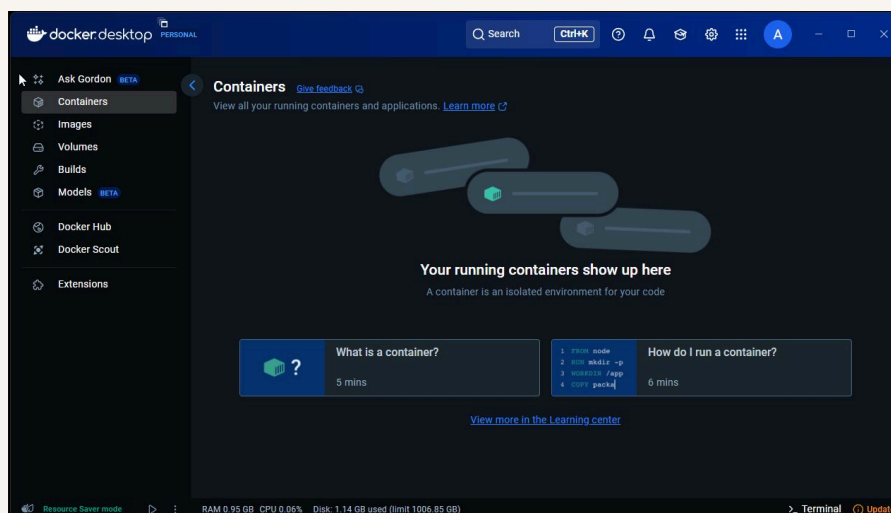 docker desktop PERSONAL
Search Ctrl+K
A
Ask Gordon BETA
Containers
Images
Volumes
Builds
Models BETA
Docker Hub
Docker Scout
Extensions
Containers Give feedback
View all your running containers and applications. Learn more
Your running containers show up here
A container is an isolated environment for your code
?
What is a container?
5 mins
1 FROM node
2 RUN mkdir -p
3 WORKDIR /app
4 COPY packa
How do I run a container?
6 mins
View more in the Learning center
Resource Saver mode
RAM 0.95 GB CPU 0.06% Disk: 1.14 GB used (limit 1006.85 GB)
>_ Terminal
Updat